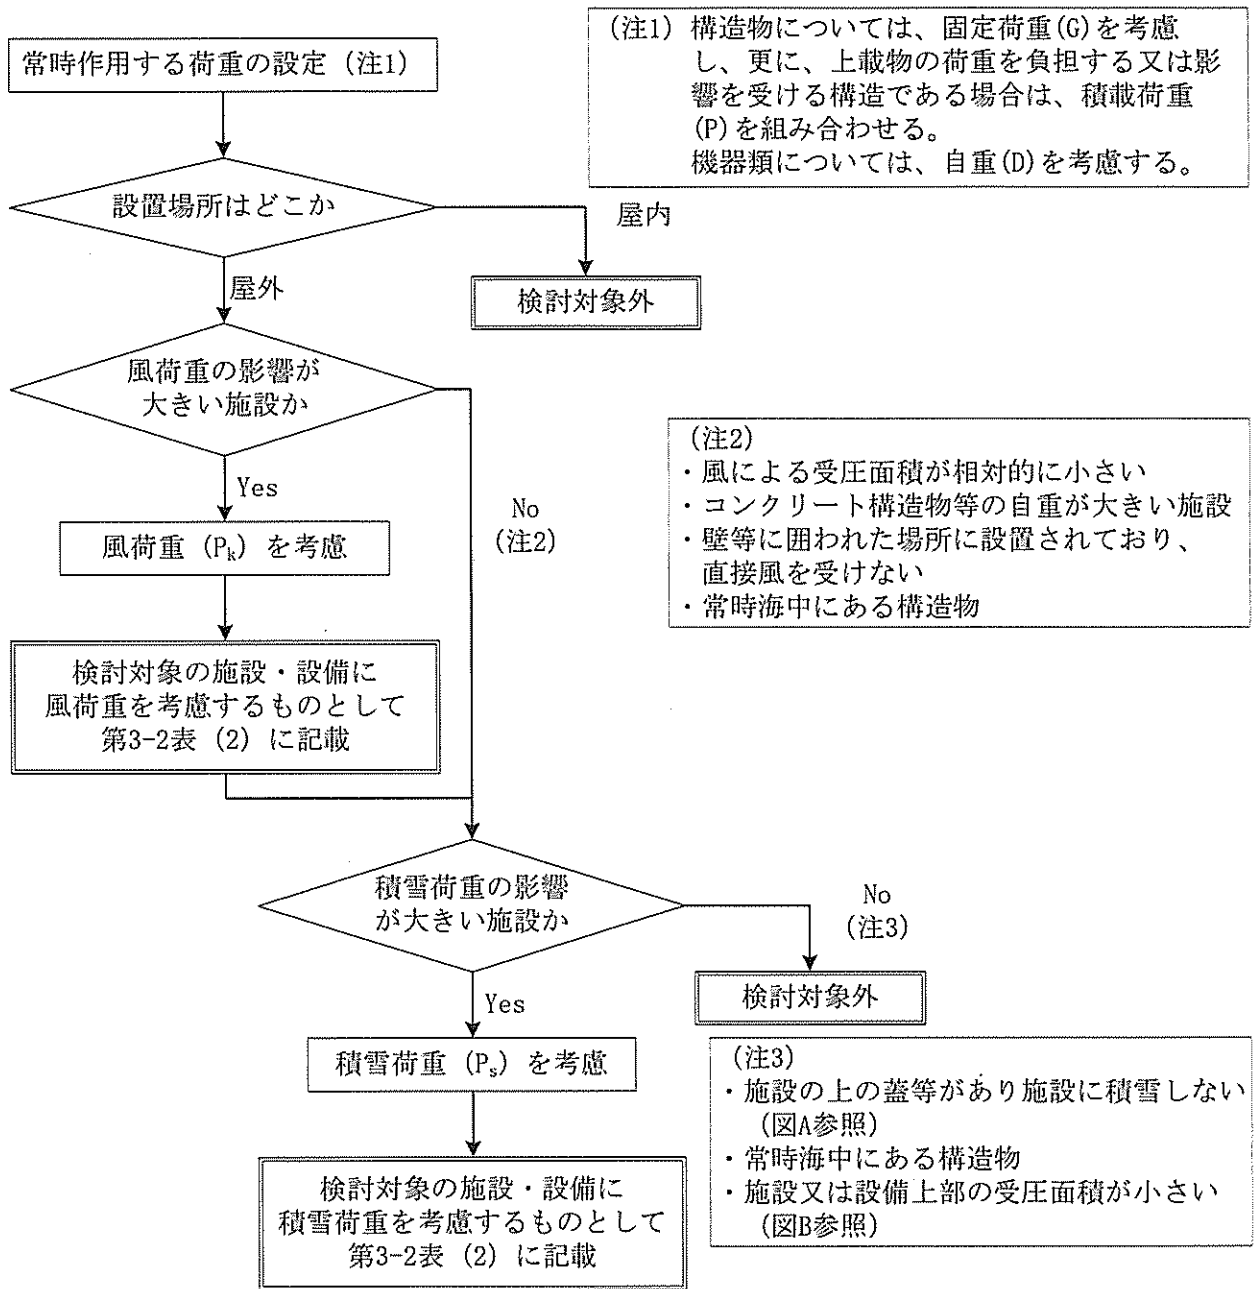 常時作用する荷重の設定 (注1)
(注1) 構造物については、固定荷重(G)を考慮
し、更に、上載物の荷重を負担する又は影
響を受ける構造である場合は、積載荷重
(P)を組み合わせる。
機器類については、自重(D)を考慮する。
設置場所はどこか
屋内
検討対象外
屋外
風荷重の影響が
大きい施設か
Yes
No
(注2)
(注2)
・風による受圧面積が相対的に小さい
・コンクリート構造物等の自重が大きい施設
・壁等に囲われた場所に設置されており、
直接風を受けない
・常時海中にある構造物
風荷重 (Pk) を考慮
検討対象の施設・設備に
風荷重を考慮するものとして
第3-2表 (2) に記載
積雪荷重の影響
が大きい施設か
No
(注3)
検討対象外
Yes
積雪荷重 (Ps) を考慮
(注3)
・施設の上の蓋等があり施設に積雪しない
(図A参照)
・常時海中にある構造物
・施設又は設備上部の受圧面積が小さい
(図B参照)
検討対象の施設・設備に
積雪荷重を考慮するものとして
第3-2表 (2) に記載